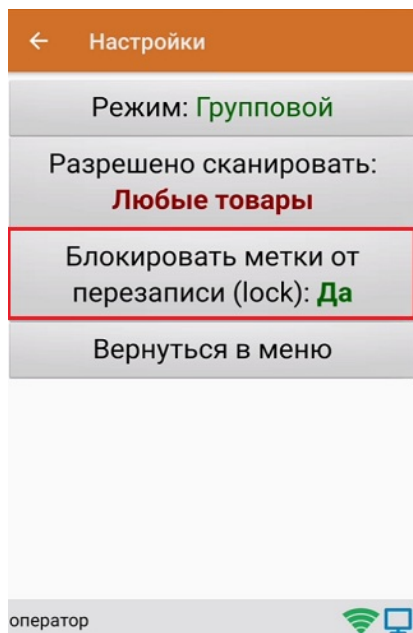 Настройки
Режим: Групповой
Разрешено сканировать:
Любые товары
Блокировать метки от
перезаписи (lock): Да
Вернуться в меню
оператор